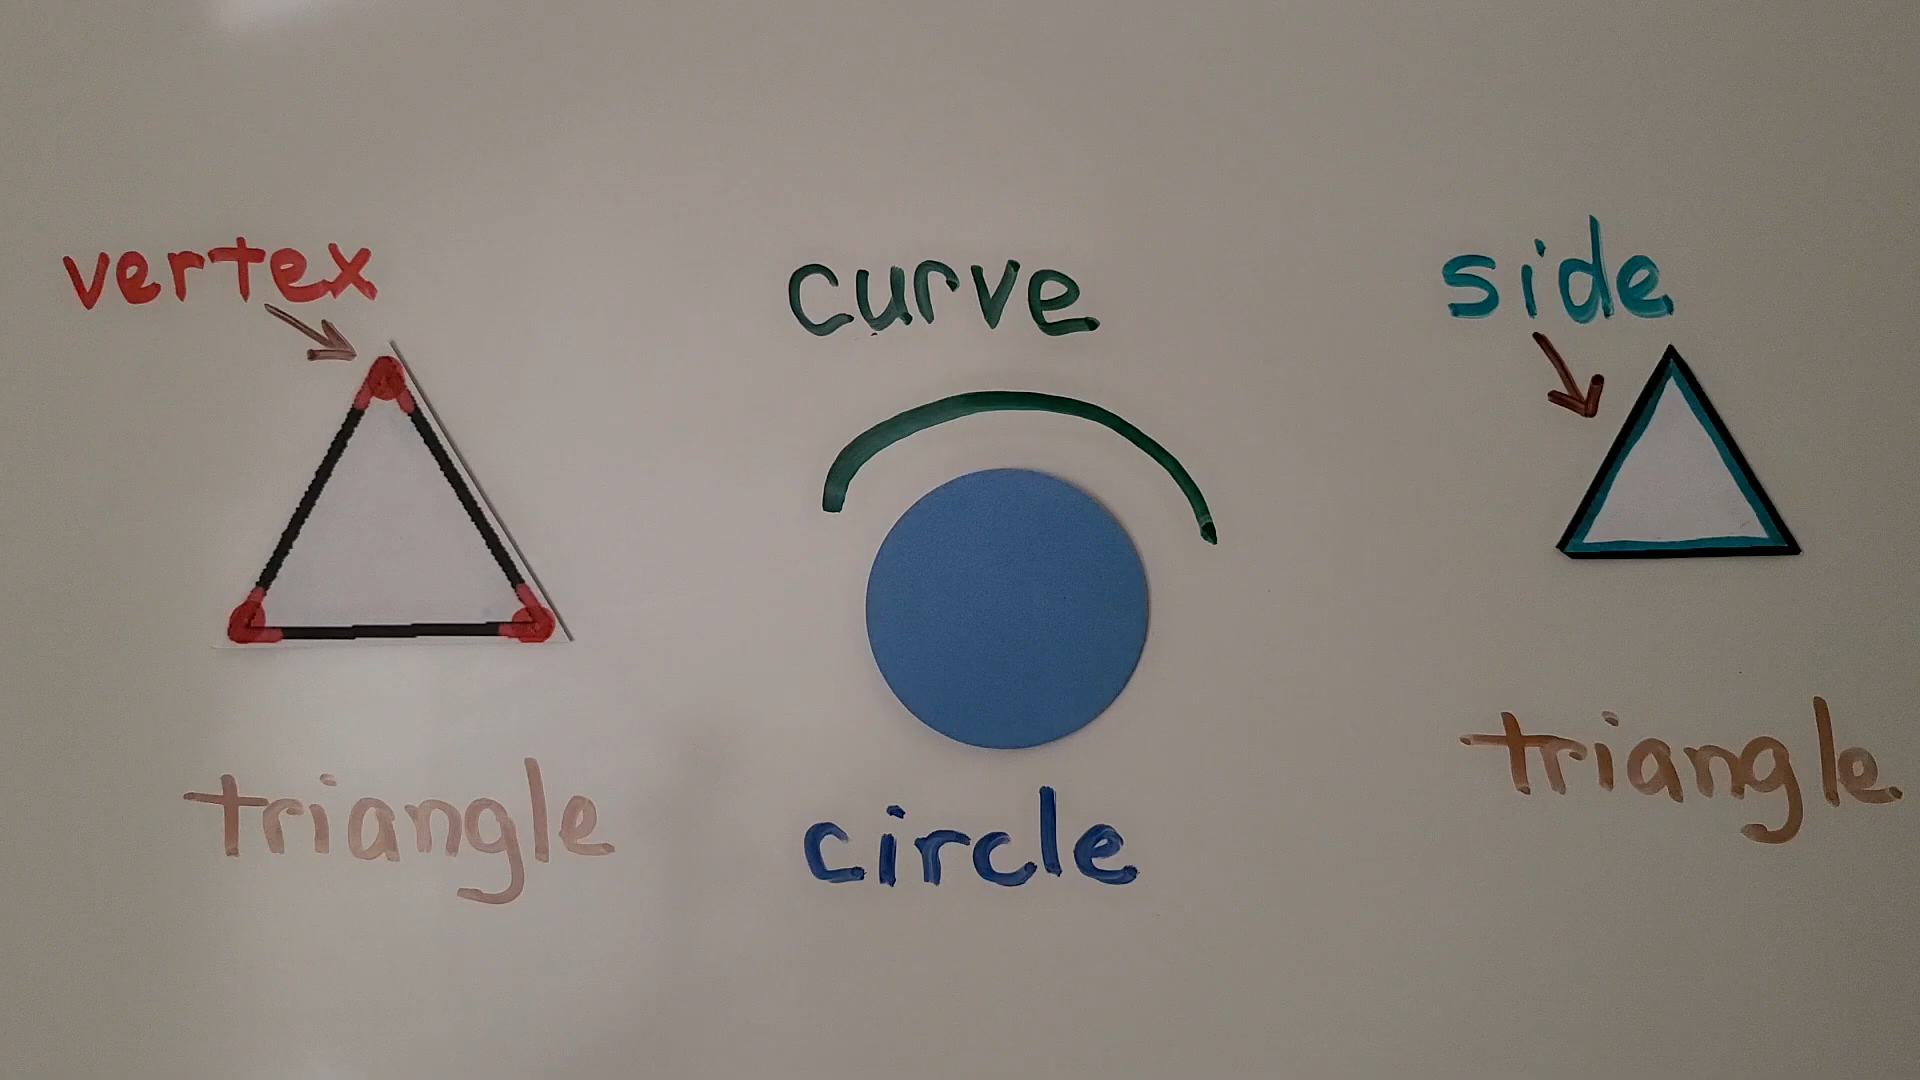 vertex
curve
side
triangle
circle
triangle